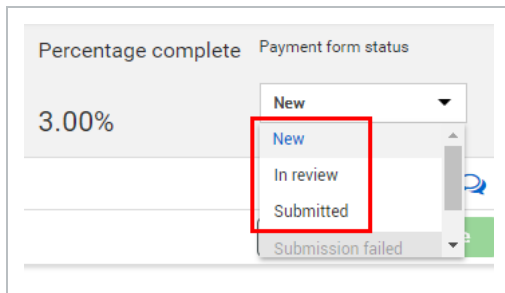 Percentage complete
Payment form status
3.00%
New
New
In review
Submitted
Submission failed